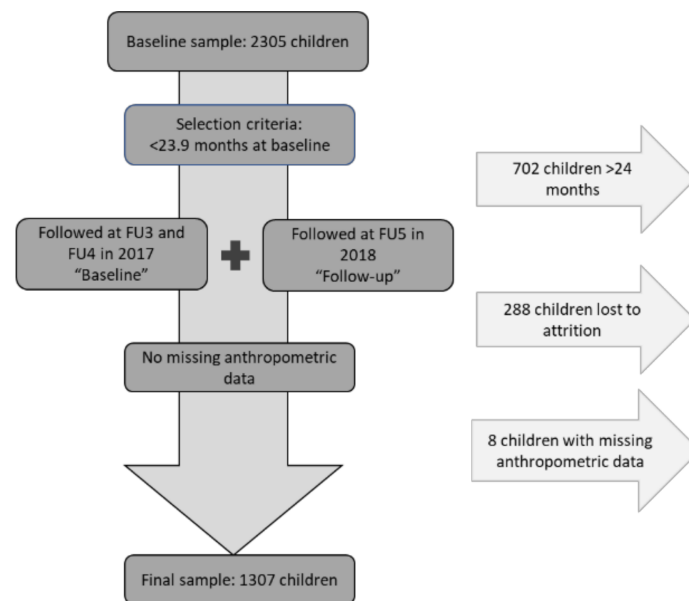 Baseline sample: 2305 children
Selection criteria:
<23.9 months at baseline
702 children >24
months
Followed at FU3 and
FU4 in 2017
“Baseline”
Followed at FU5 in
2018
“Follow-up”
288 children lost to
attrition
No missing anthropometric
data
8 children with missing
anthropometric data
Final sample: 1307 children